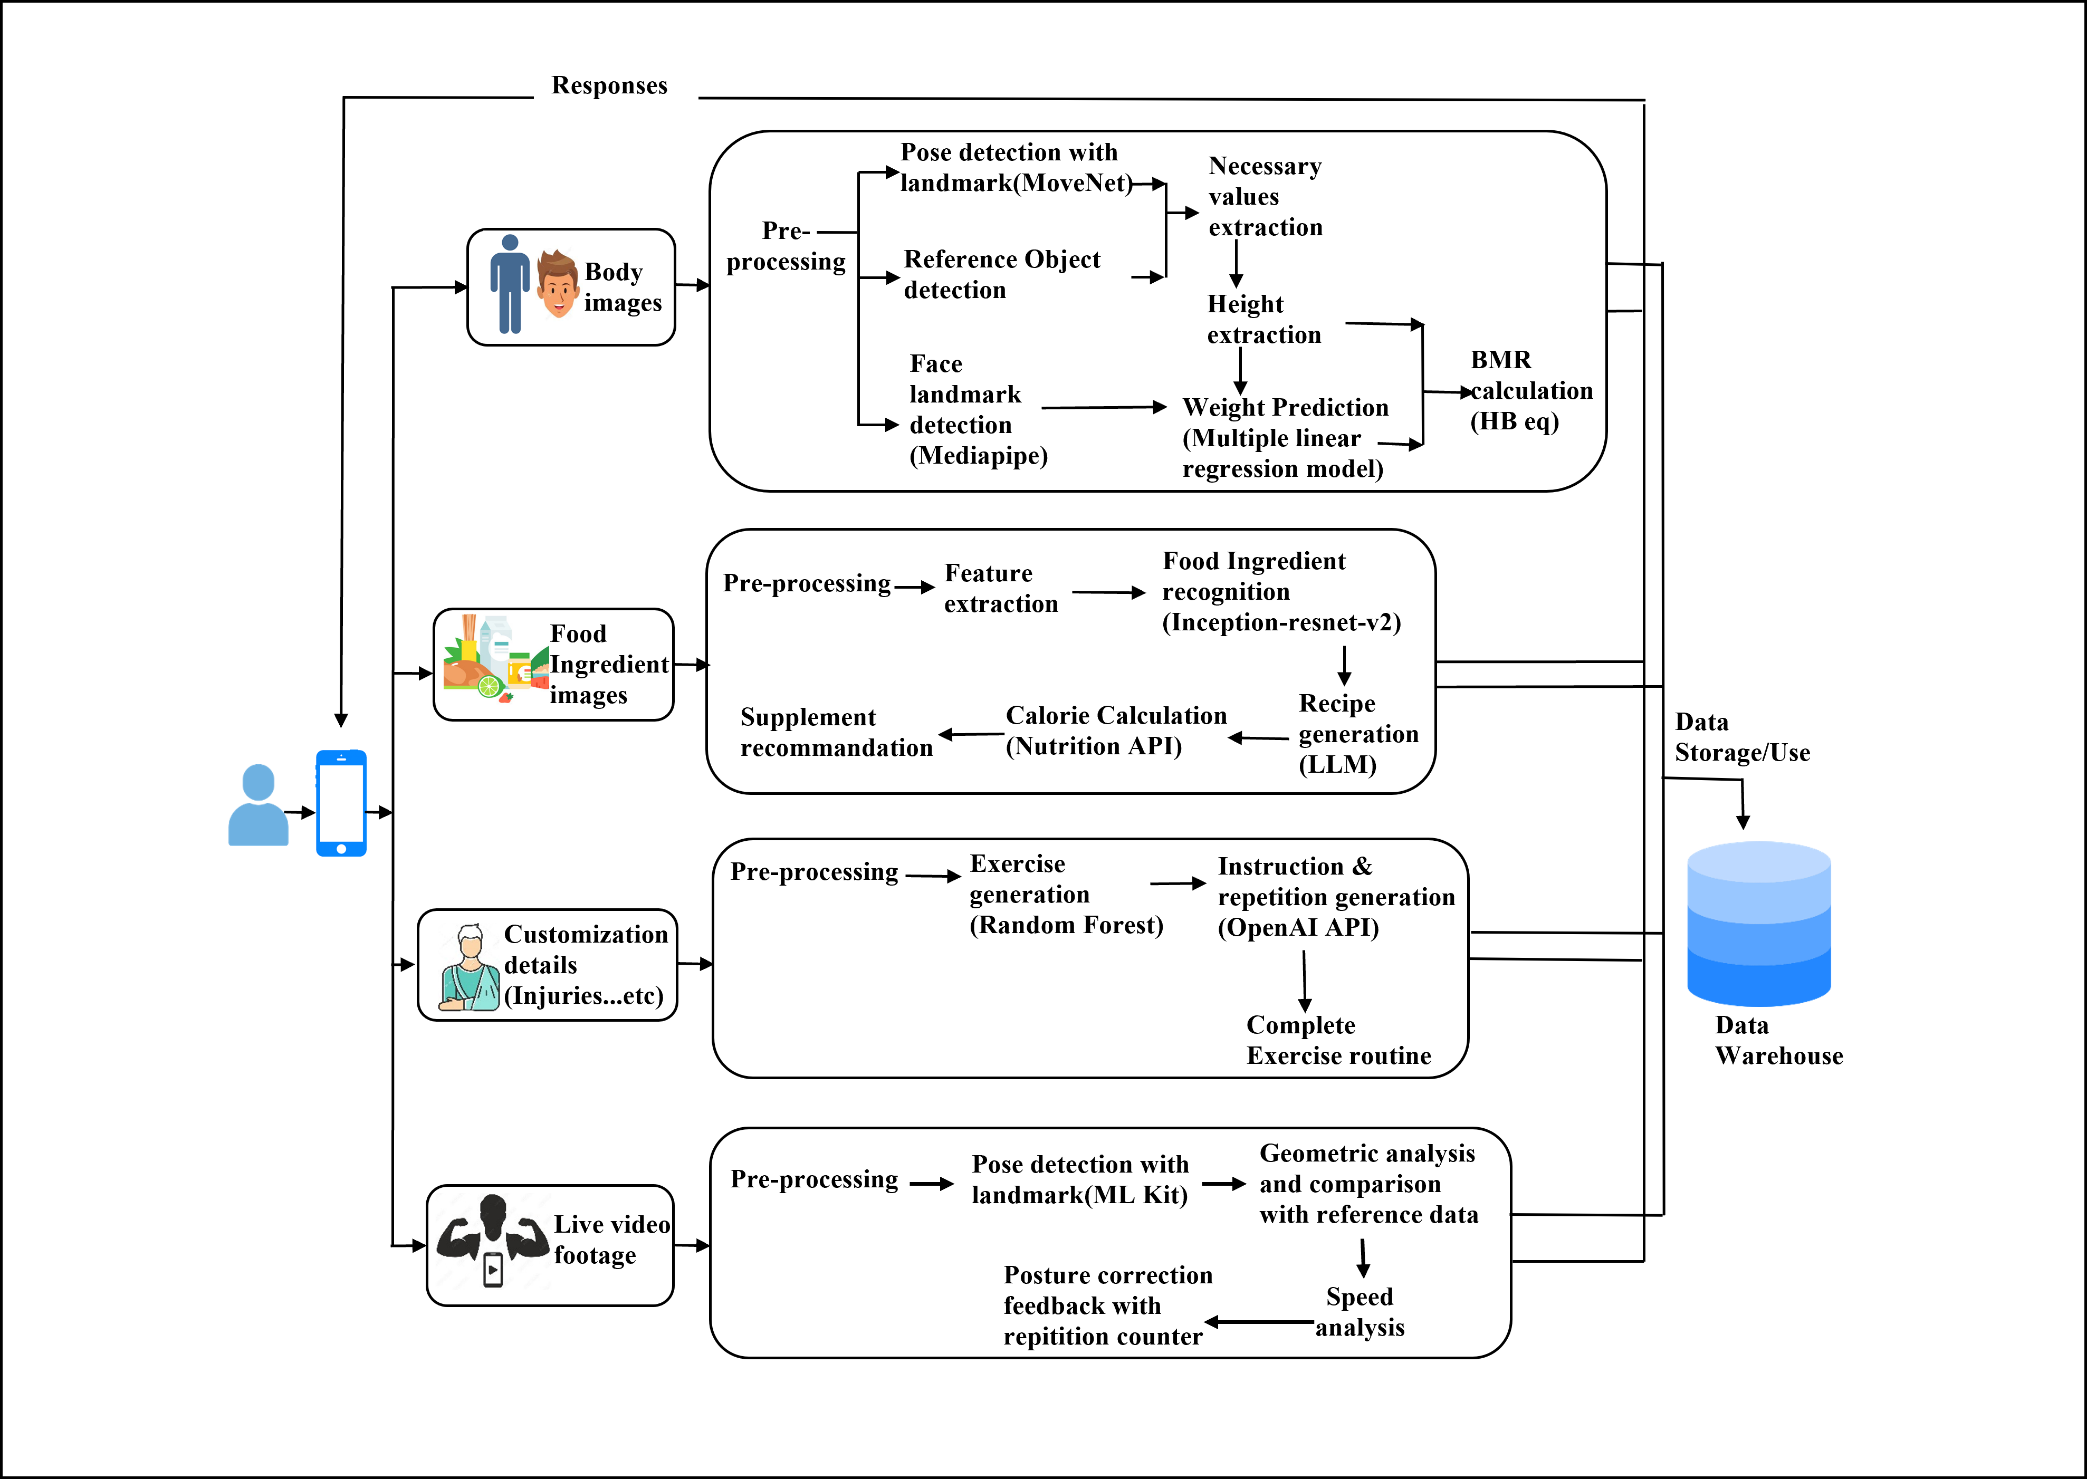 Responses
Body
images
Pre-
processing
Pose detection with
landmark(MoveNet)
Reference Object
detection
Face
landmark
detection
(Mediapipe)
Necessary
values
extraction
Height
extraction
Weight Prediction
(Multiple linear
regression model)
BMR
calculation
(HB eq)
Food
Ingredient
images
Pre-processing
Feature
extraction
Food Ingredient
recognition
(Inception-resnet-v2)
Recipe
generation
(LLM)
Calorie Calculation
(Nutrition API)
Supplement
recommandation
Customization
details
(Injuries...etc)
Pre-processing
Exercise
generation
(Random Forest)
Instruction &
repetition generation
(OpenAI API)
Complete
Exercise routine
Live video
footage
Pre-processing
Pose detection with
landmark(ML Kit)
Geometric analysis
and comparison
with reference data
Speed
analysis
Posture correction
feedback with
repitition counter
Data
Storage/Use
Data
Warehouse